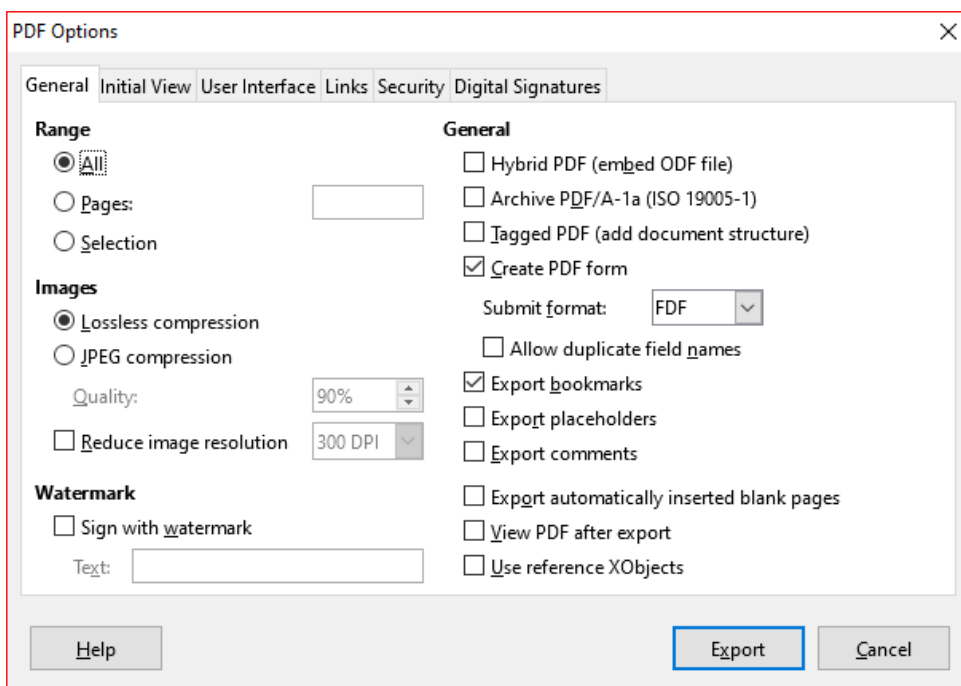 PDF Options
General Initial View User Interface Links Security Digital Signatures
Range
All
Pages:
Selection
Images
Lossless compression
JPEG compression
Quality: 90%
Reduce image resolution 300 DPI
Watermark
Sign with watermark
Text:
General
Hybrid PDF (embed ODF file)
Archive PDF/A-1a (ISO 19005-1)
Tagged PDF (add document structure)
Create PDF form
Submit format: FDF
Allow duplicate field names
Export bookmarks
Export placeholders
Export comments
Export automatically inserted blank pages
View PDF after export
Use reference XObjects
Help Export Cancel